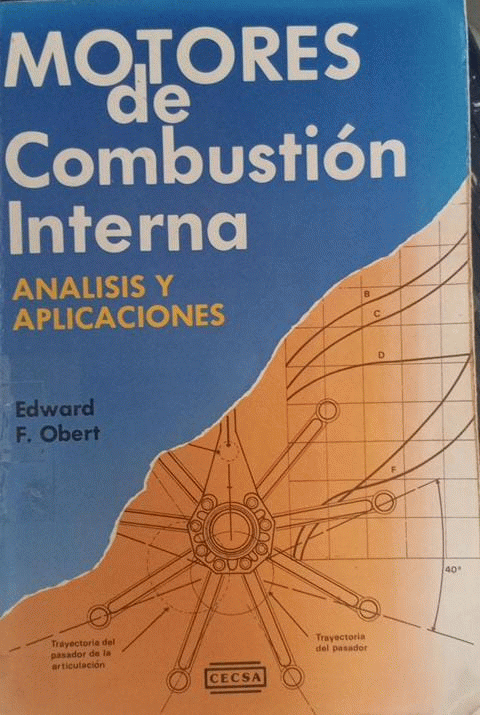 MOTORES
de
Combustión
Interna
ANALISIS Y
APLICACIONES
Edward
F. Obert
B
C
D
F
40°
Trayectoria del
pasador de la
articulación
Trayectoria
del pasador
CECSA